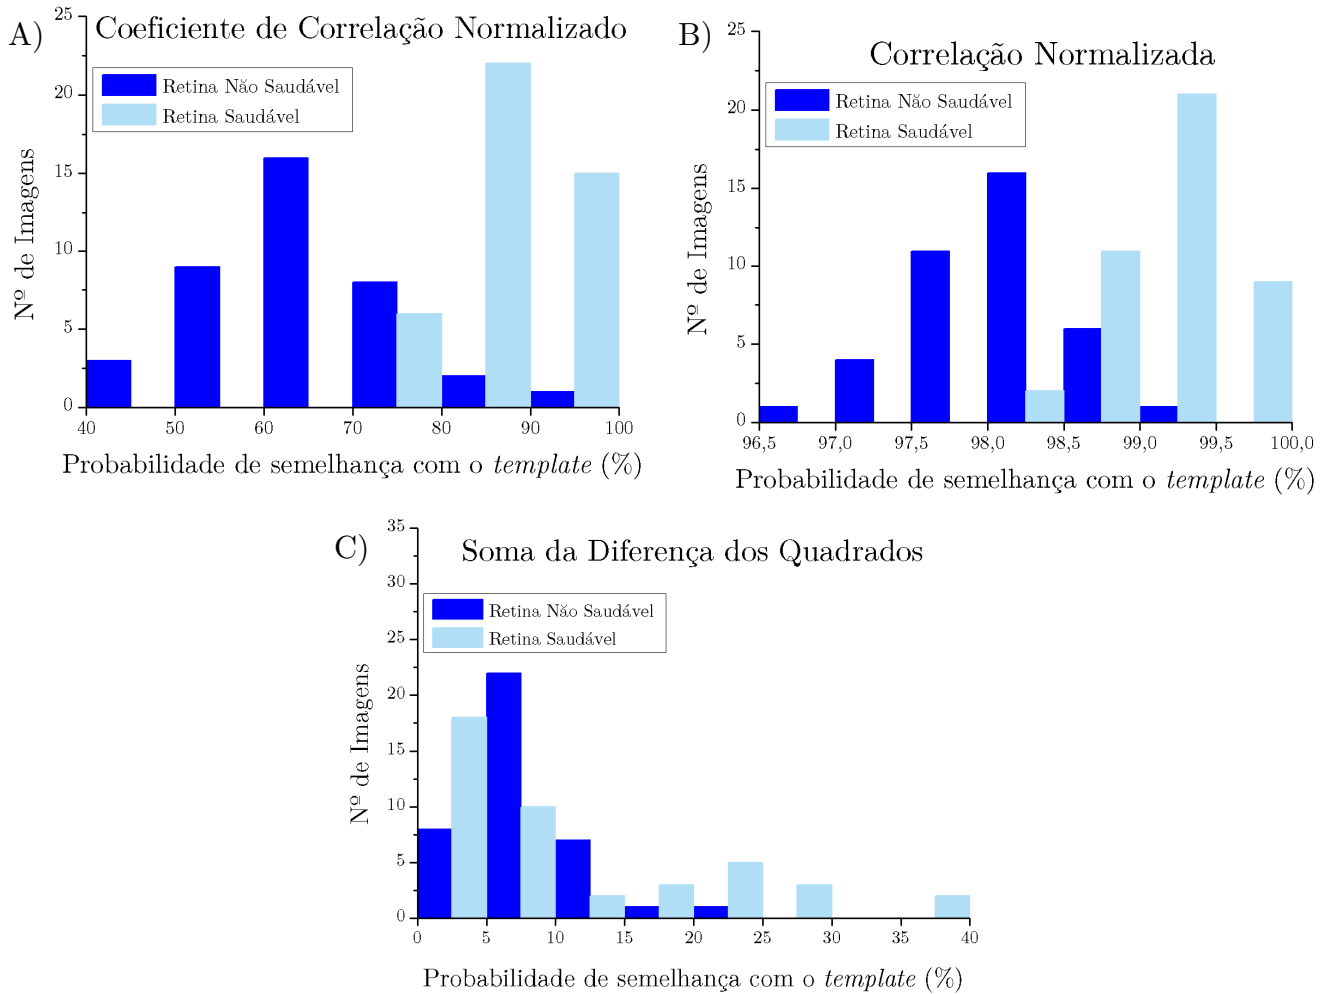 A)
Coeficiente de Correlação Normalizado
Retina Não Saudável
Retina Saudável
Nº de Imagens
25
20
15
10
5
0
40 50 60 70 80 90 100
Probabilidade de semelhança com o template (%)
B)
Correlação Normalizada
Retina Não Saudável
Retina Saudável
Nº de Imagens
25
20
15
10
5
0
96,5 97,0 97,5 98,0 98,5 99,0 99,5 100,0
Probabilidade de semelhança com o template (%)
C)
Soma da Diferença dos Quadrados
Retina Não Saudável
Retina Saudável
Nº de Imagens
35
30
25
20
15
10
5
0
0 5 10 15 20 25 30 35 40
Probabilidade de semelhança com o template (%)